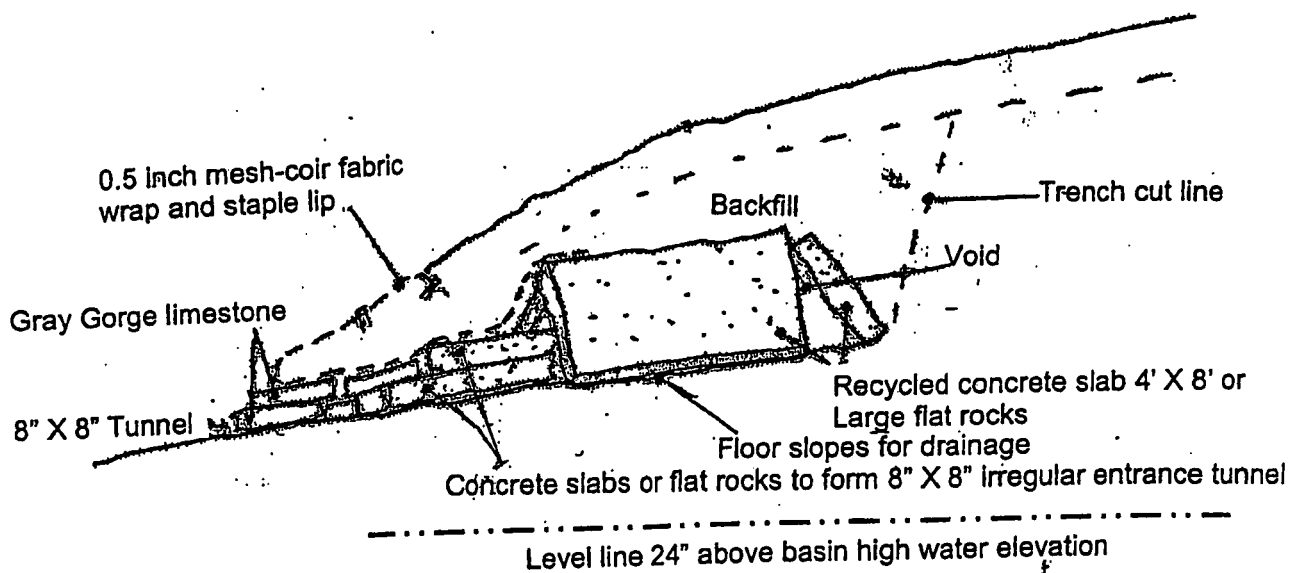 0.5 inch mesh-coir fabric
wrap and staple lip
Backfill
Trench cut line
Void
Gray Gorge limestone
8" X 8" Tunnel
Recycled concrete slab 4' X 8' or
Large flat rocks
Floor slopes for drainage
Concrete slabs or flat rocks to form 8" X 8" irregular entrance tunnel
Level line 24" above basin high water elevation